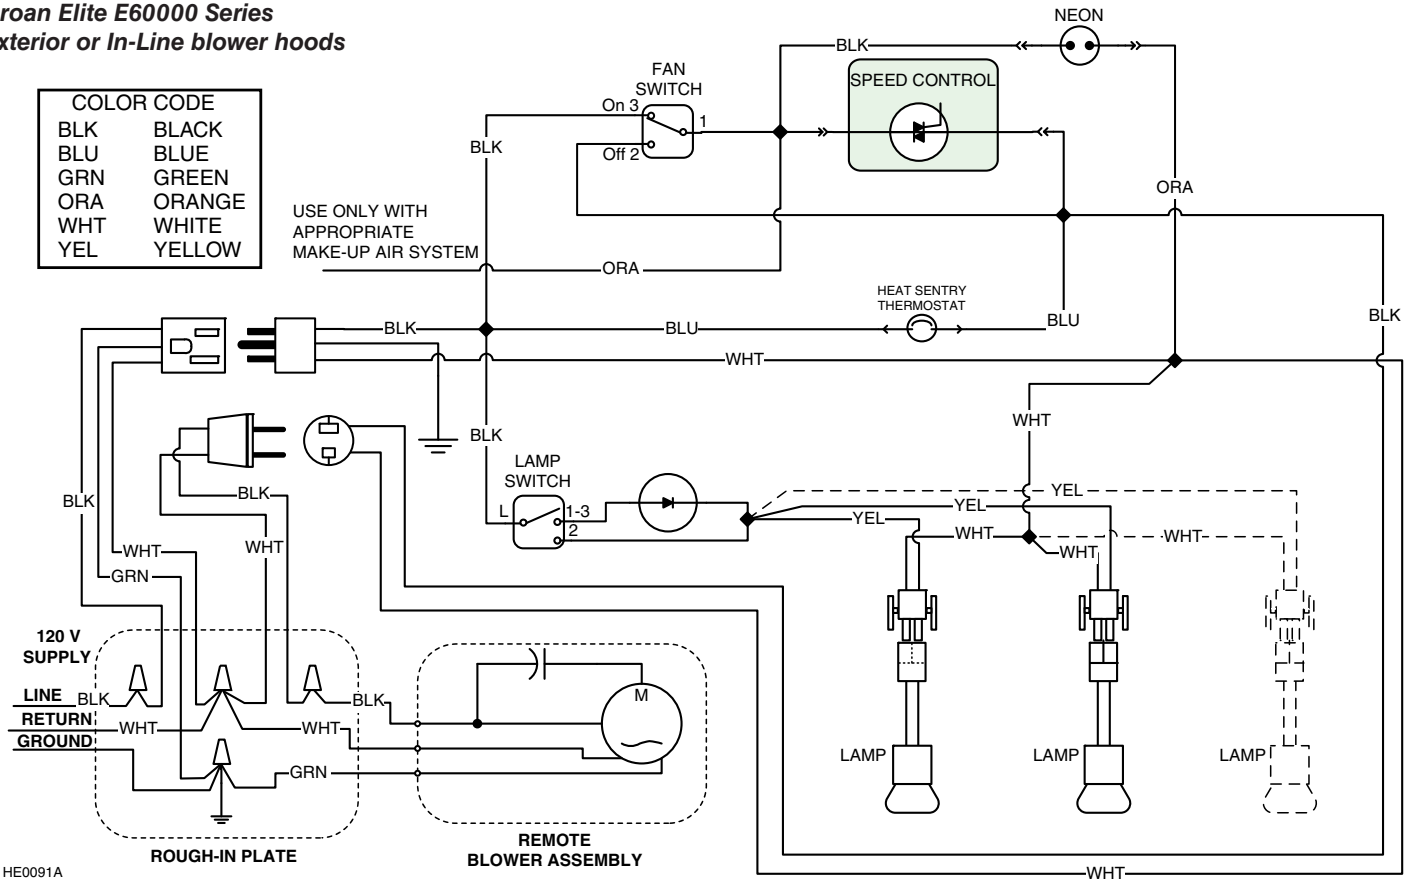 roan Elite E60000 Series
xterior or In-Line blower hoods
COLOR CODE
BLK BLACK
BLU BLUE
GRN GREEN
ORA ORANGE
WHT WHITE
YEL YELLOW
NEON
BLK
FAN
SWITCH
SPEED CONTROL
On 3
1
Off 2
BLK
ORA
USE ONLY WITH
APPROPRIATE
MAKE-UP AIR SYSTEM
ORA
HEAT SENTRY
THERMOSTAT
BLK
BLU
BLU
BLK
WHT
WHT
BLK
LAMP
SWITCH
L
1-3
2
YEL
YEL
YEL
WHT
WHT
WHT
BLK
BLK
WHT
WHT
GRN
120 V
SUPPLY
LINE
BLK
RETURN
WHT
GROUND
BLK
WHT
GRN
M
LAMP
LAMP
LAMP
ROUGH-IN PLATE
REMOTE
BLOWER ASSEMBLY
WHT
HE0091A